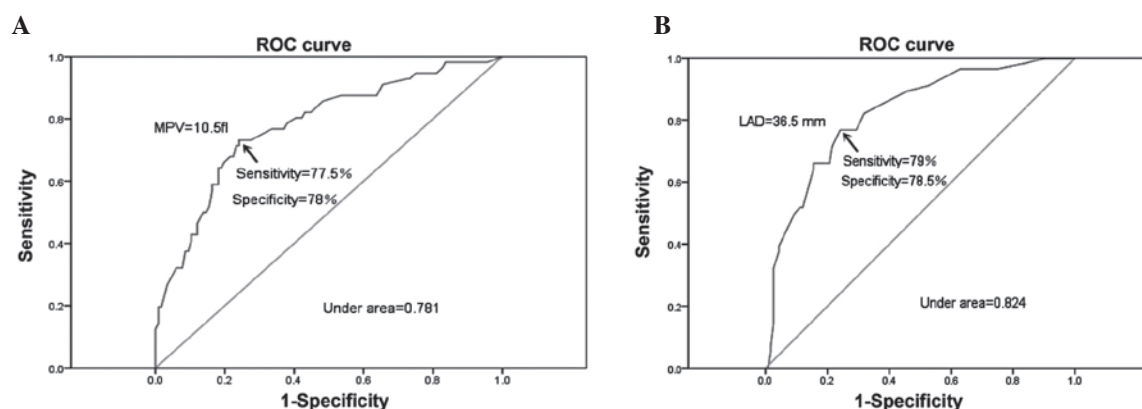 A
ROC curve
1.0
0.8
0.6
0.4
0.2
0.0
Sensitivity
MPV=10.5fl
Sensitivity=77.5%
Specificity=78%
Under area=0.781
0.0 0.2 0.4 0.6 0.8 1.0
1-Specificity
B
ROC curve
1.0
0.8
0.6
0.4
0.2
0.0
Sensitivity
LAD=36.5 mm
Sensitivity=79%
Specificity=78.5%
Under area=0.824
0.0 0.2 0.4 0.6 0.8 1.0
1-Specificity